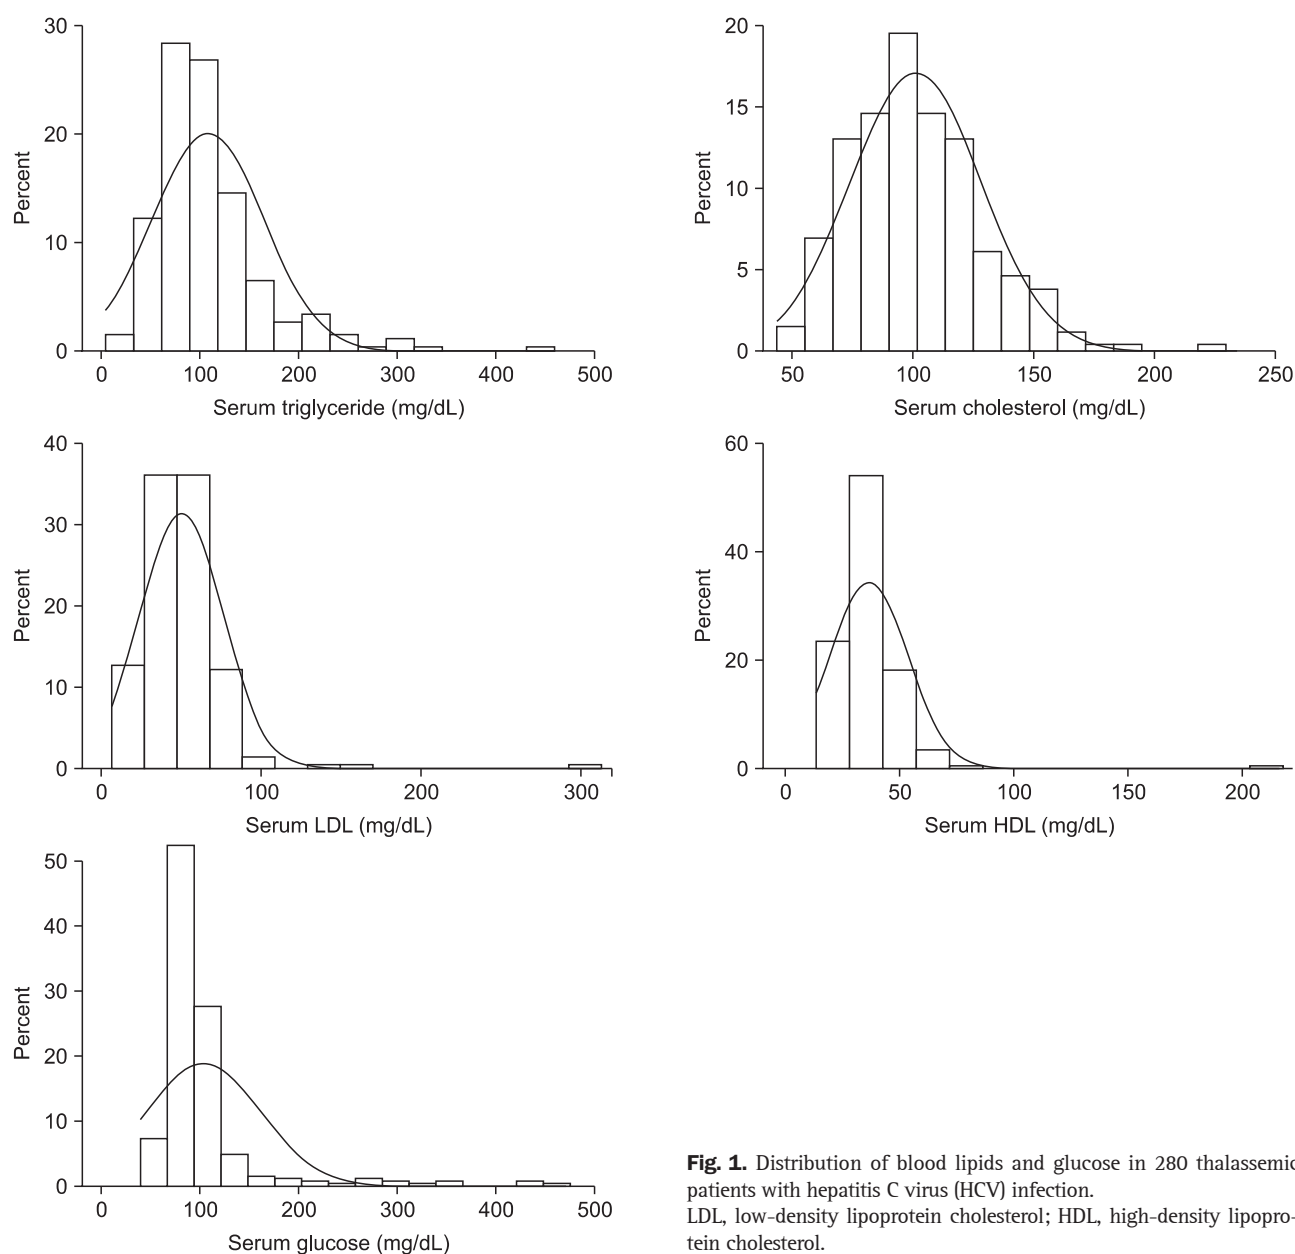 30
20
10
0
Percent
0 100 200 300 400 500
Serum triglyceride (mg/dL)
20
15
10
5
0
Percent
50 100 150 200 250
Serum cholesterol (mg/dL)
40
30
20
10
0
Percent
0 100 200 300
Serum LDL (mg/dL)
60
40
20
0
Percent
0 50 100 150 200
Serum HDL (mg/dL)
50
40
30
20
10
0
Percent
0 100 200 300 400 500
Serum glucose (mg/dL)
Fig. 1. Distribution of blood lipids and glucose in 280 thalassemic
patients with hepatitis C virus (HCV) infection.
LDL, low-density lipoprotein cholesterol; HDL, high-density lipopro-
tein cholesterol.